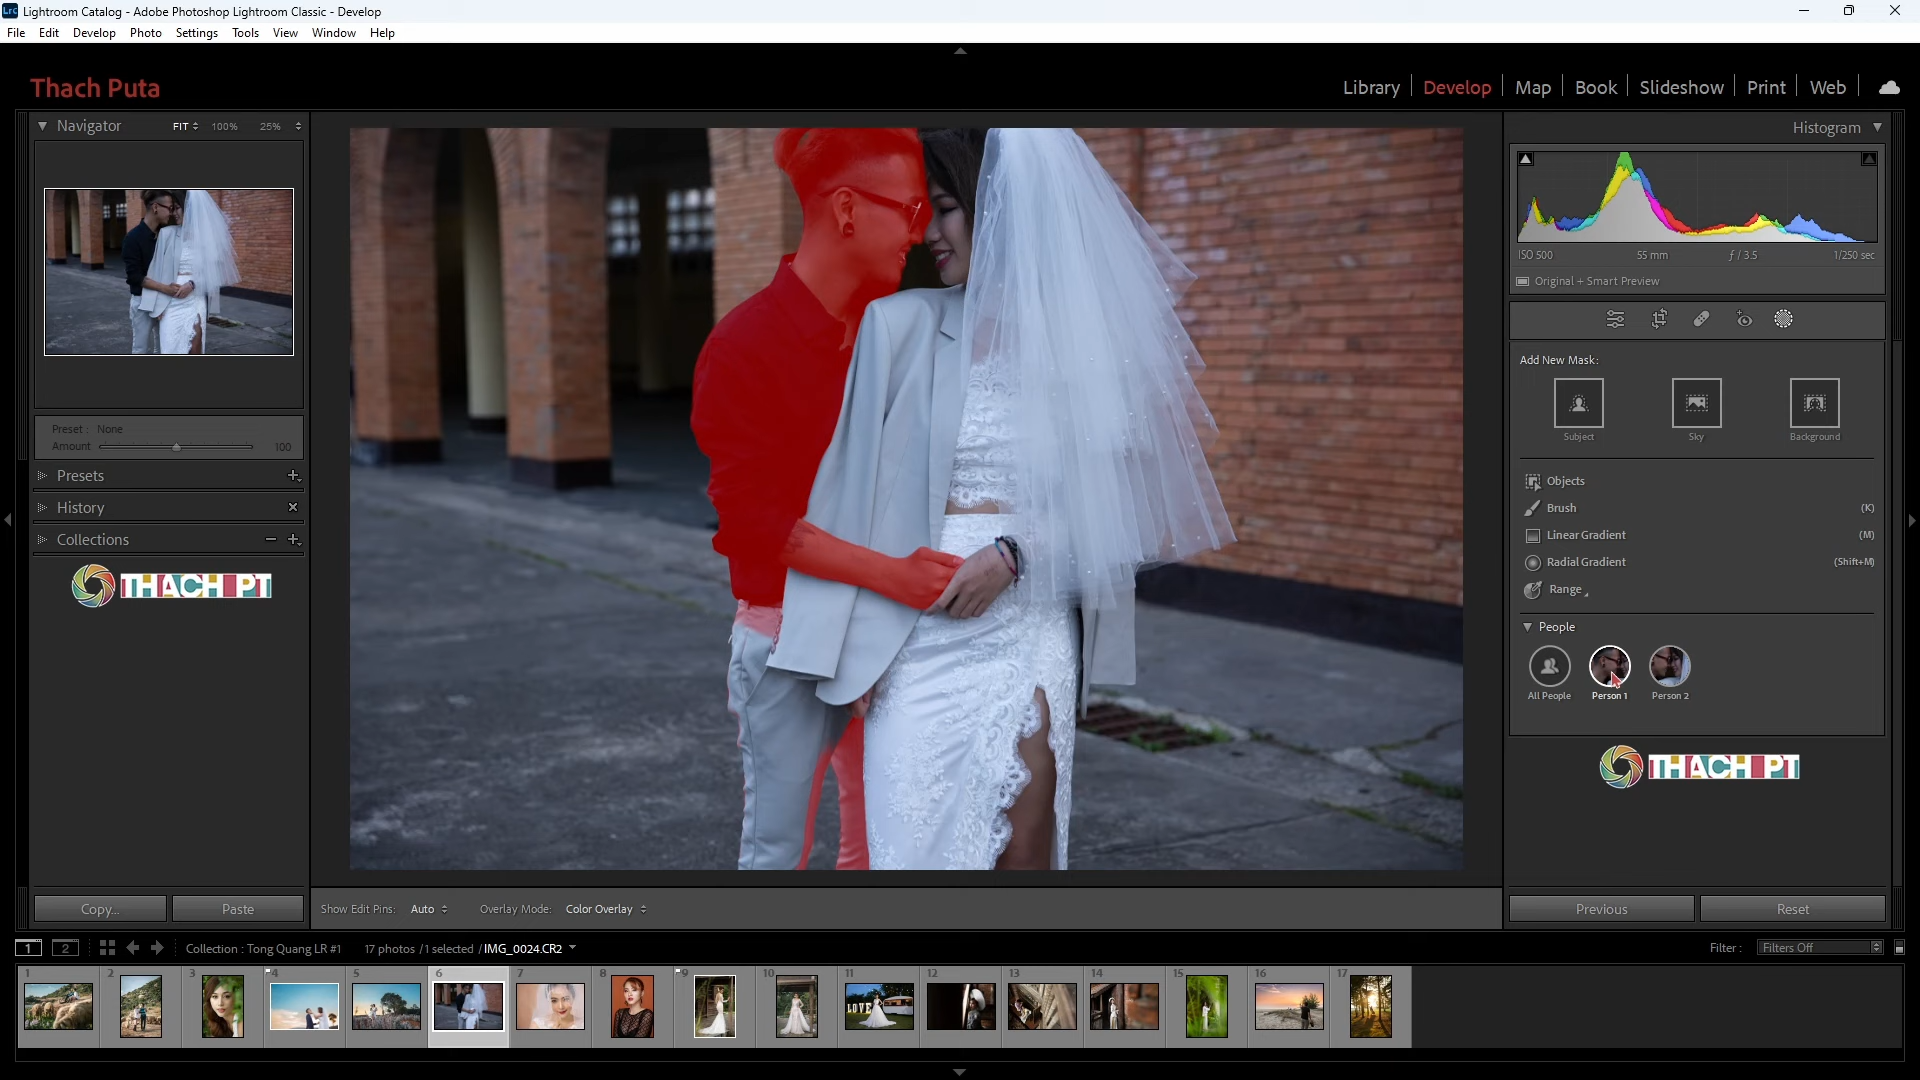 Lightroom Catalog - Adobe Photoshop Lightroom Classic - Develop
File Edit Develop Photo Settings Tools View Window Help
Thach Puta
Library Develop Map Book Slideshow Print Web
Navigator FIT 100% 25%
Preset: None
Amount 100
Presets
History
Collections
THACH PT
Copy... Paste
Show Edit Pins: Auto Overlay Mode: Color Overlay
Histogram
ISO 500 55 mm ƒ / 3.5 1/250 sec
Original + Smart Preview
Add New Mask:
Subject Sky Background
Objects
Brush (K)
Linear Gradient (M)
Radial Gradient (Shift+M)
Range
People
All People Person 1 Person 2
THACH PT
Previous Reset
1 2 Collection : Tong Quang LR #1 17 photos / 1 selected / IMG_0024.CR2 Filter : Filters Off
1 2 3 4 5 6 7 8 9 10 11 12 13 14 15 16 17
LOVE